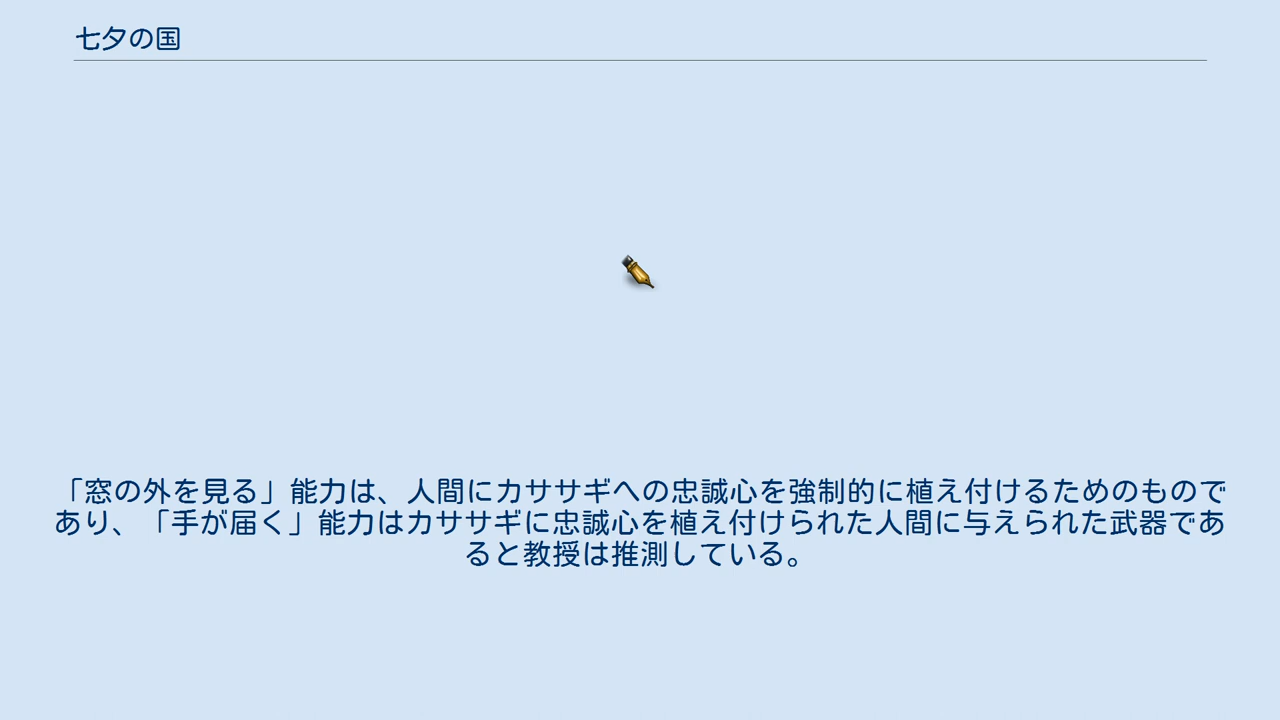 七夕の国
「窓の外を見る」能力は、人間にカササギへの忠誠心を強制的に植え付けるためのもので
あり、「手が届く」能力はカササギに忠誠心を植え付けられた人間に与えられた武器であ
ると教授は推測している。